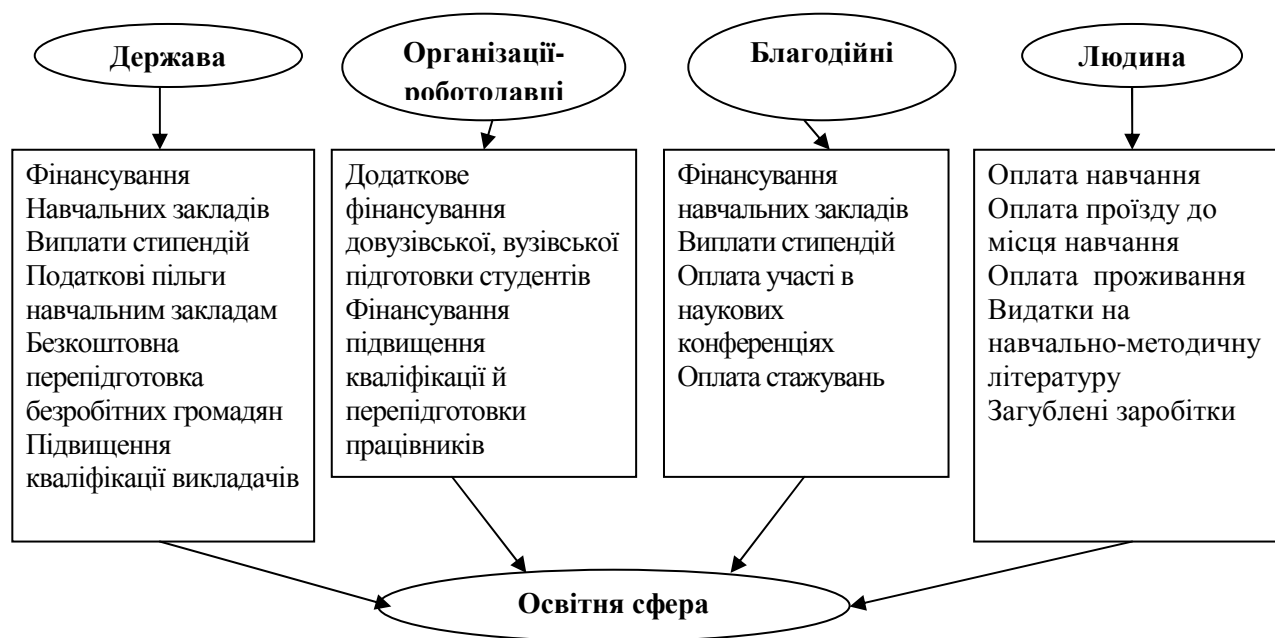 Держава
Організації-
роботодавці
Благодійні
Людина
Фінансування
Навчальних закладів
Виплати стипендій
Податкові пільги
навчальним закладам
Безкоштовна
перепідготовка
безробітних громадян
Підвищення
кваліфікації викладачів
Додаткове
фінансування
довузівської, вузівської
підготовки студентів
Фінансування
підвищення
кваліфікації й
перепідготовки
працівників
Фінансування
навчальних закладів
Виплати стипендій
Оплата участі в
наукових
конференціях
Оплата стажувань
Оплата навчання
Оплата проїзду до
місця навчання
Оплата проживання
Видатки на
навчально-методичну
літературу
Загублені заробітки
Освітня сфера